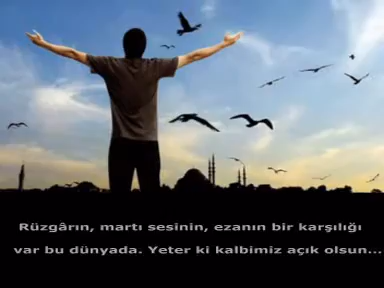 Rüzgârın, martı sesinin, ezanın bir karşılığı
var bu dünyada. Yeter ki kalbimiz açık olsun...